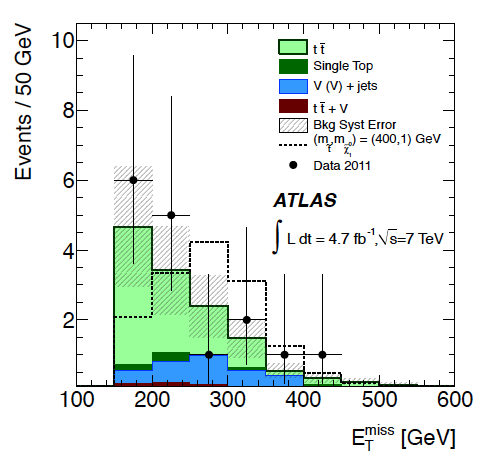 Events / 50 GeV
10
8
6
4
2
100 200 300 400 500 600
E_T^miss [GeV]
t t̄
Single Top
V (V) + jets
t t̄ + V
Bkg Syst Error
(m_t̃, m_χ̃₁⁰) = (400,1) GeV
Data 2011
ATLAS
∫ L dt = 4.7 fb⁻¹, √s=7 TeV